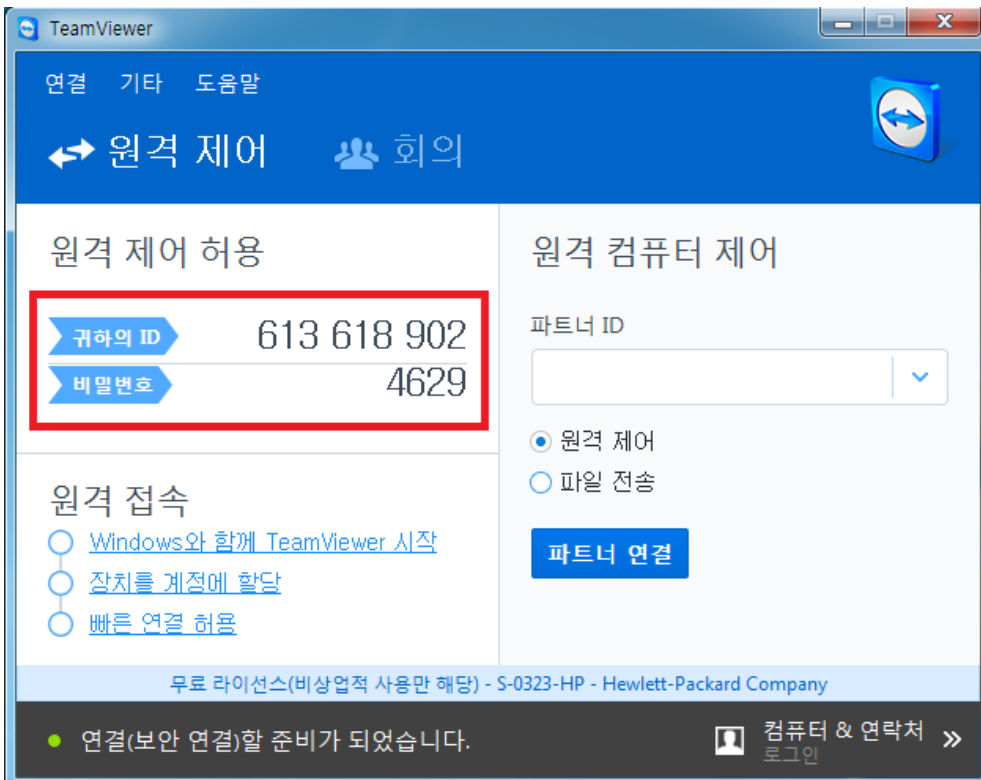 TeamViewer
연결 기타 도움말
원격 제어 회의
원격 제어 허용
귀하의 ID 613 618 902
비밀번호 4629
원격 접속
Windows와 함께 TeamViewer 시작
장치를 계정에 할당
빠른 연결 허용
원격 컴퓨터 제어
파트너 ID
원격 제어
파일 전송
파트너 연결
무료 라이선스(비상업적 사용만 해당) - S-0323-HP - Hewlett-Packard Company
연결(보안 연결)할 준비가 되었습니다.
컴퓨터 & 연락처
로그인